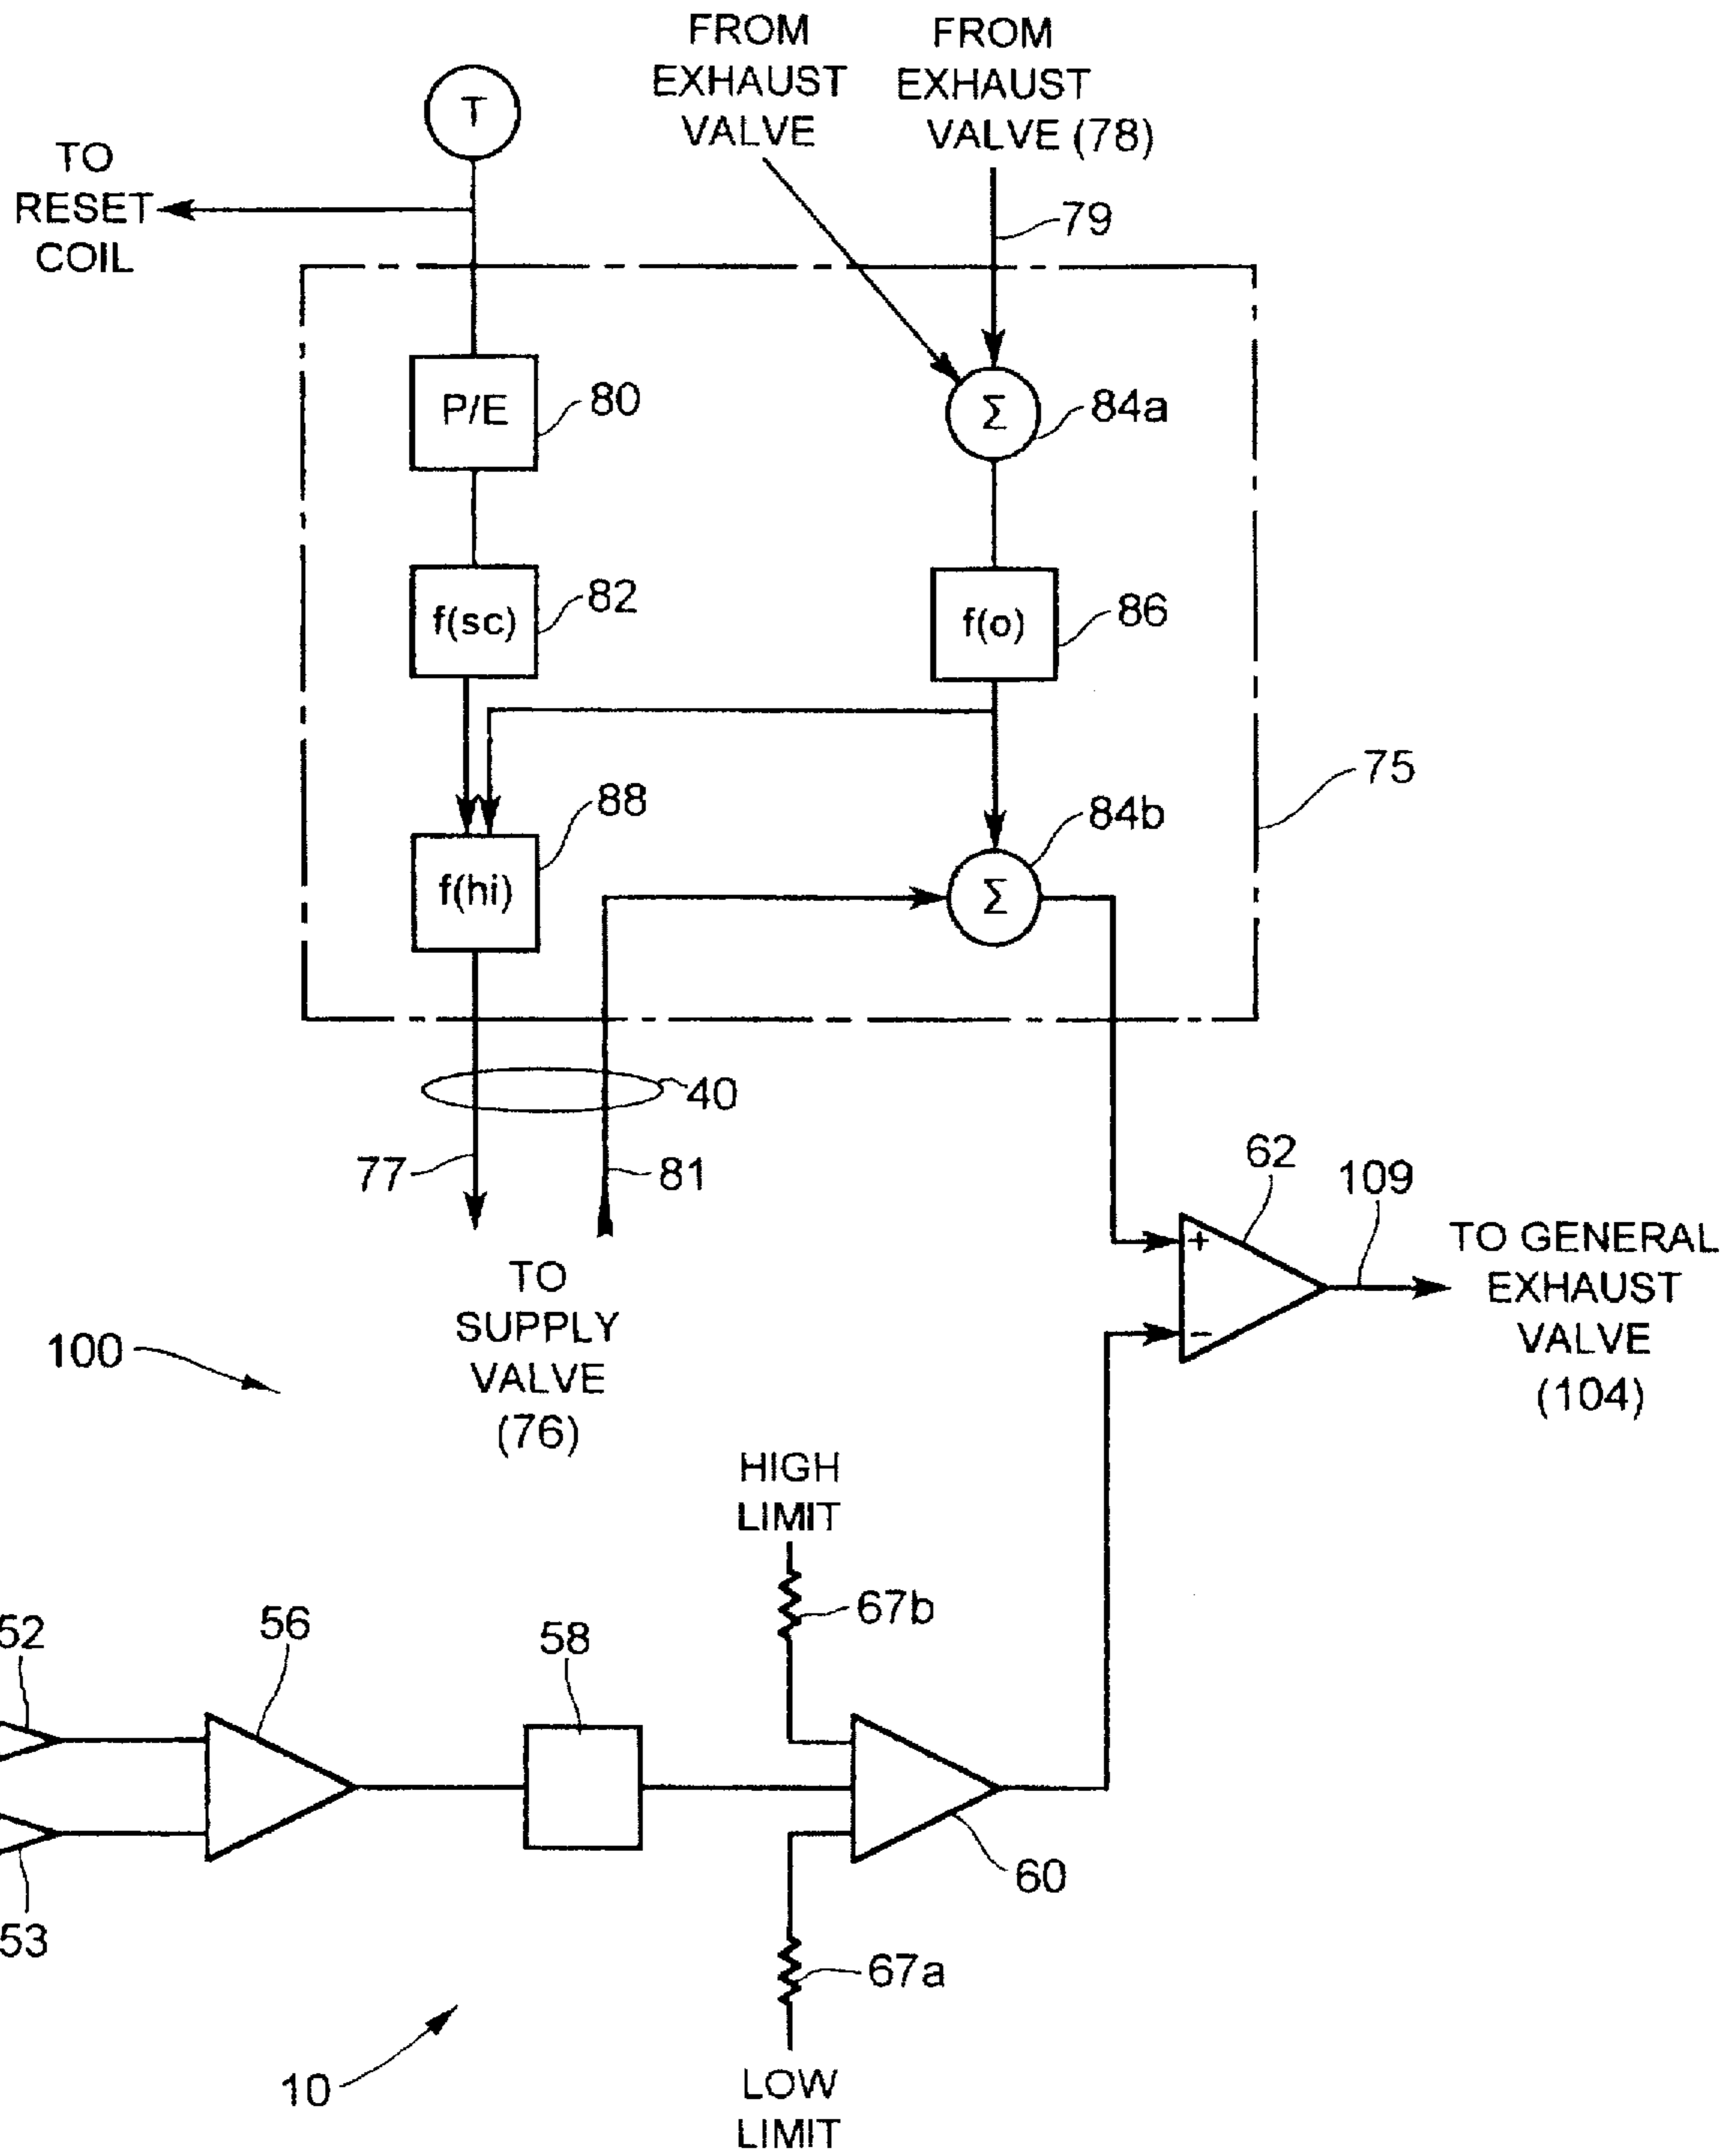 FROM
EXHAUST
VALVE
FROM
EXHAUST
VALVE (78)
T
TO
RESET
COIL
79
P/E
80
Σ
84a
f(sc)
82
f(o)
86
75
88
84b
f(hi)
Σ
40
77
81
62
109
+
−
TO GENERAL
EXHAUST
VALVE
(104)
TO
SUPPLY
VALVE
(76)
100
HIGH
LIMIT
67b
52
56
58
60
53
67a
10
LOW
LIMIT